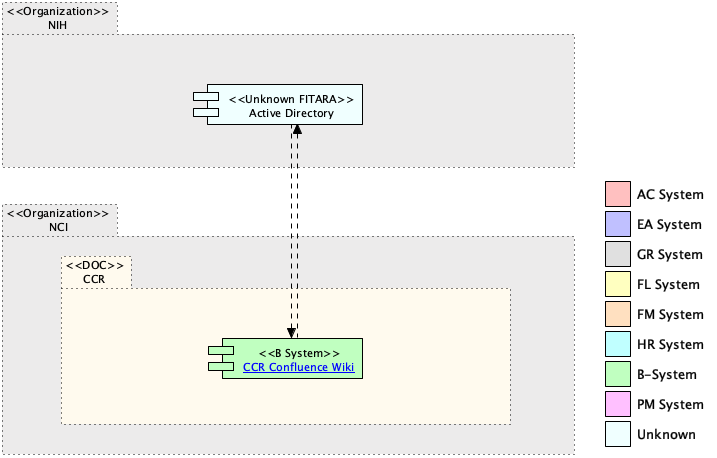 <<Organization>>
NIH
<<Unknown FITARA>>
Active Directory
<<Organization>>
NCI
<<DOC>>
CCR
<<B System>>
CCR Confluence Wiki
AC System
EA System
GR System
FL System
FM System
HR System
B-System
PM System
Unknown